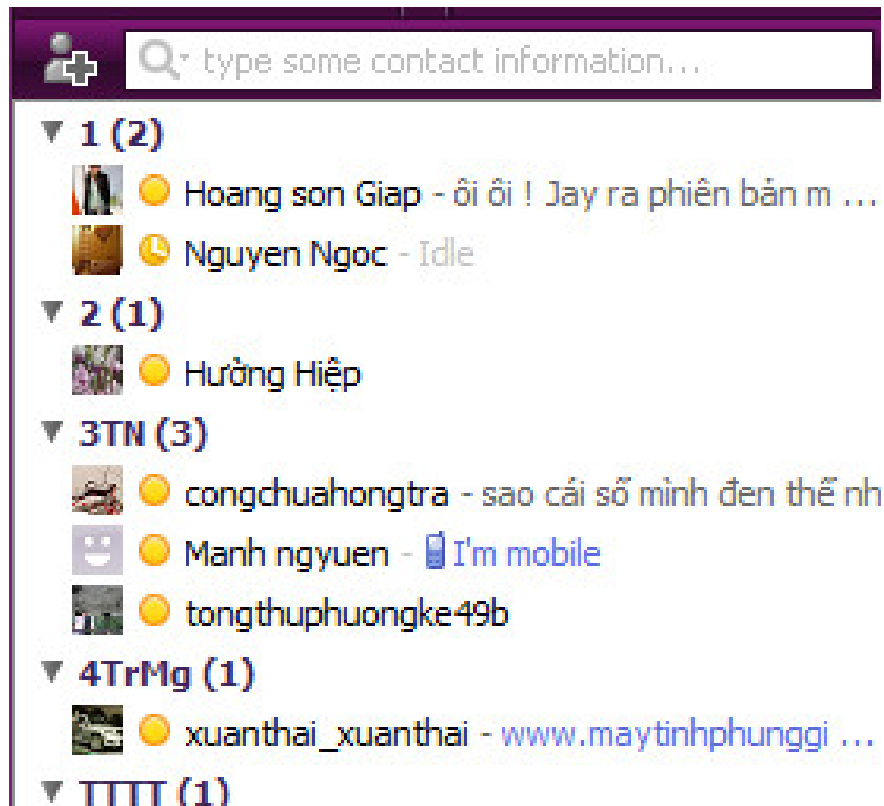 type some contact information...
1 (2)
Hoang son Giap - ôi ôi ! Jay ra phiên bản m ...
Nguyen Ngoc - Idle
2 (1)
Hường Hiệp
3TN (3)
congchuahongtra - sao cái số mình đen thế nh
Manh ngyuen - I'm mobile
tongthuphuongke49b
4TrMg (1)
xuanthai_xuanthai - www.maytinhphunggi ...
TTTT (1)